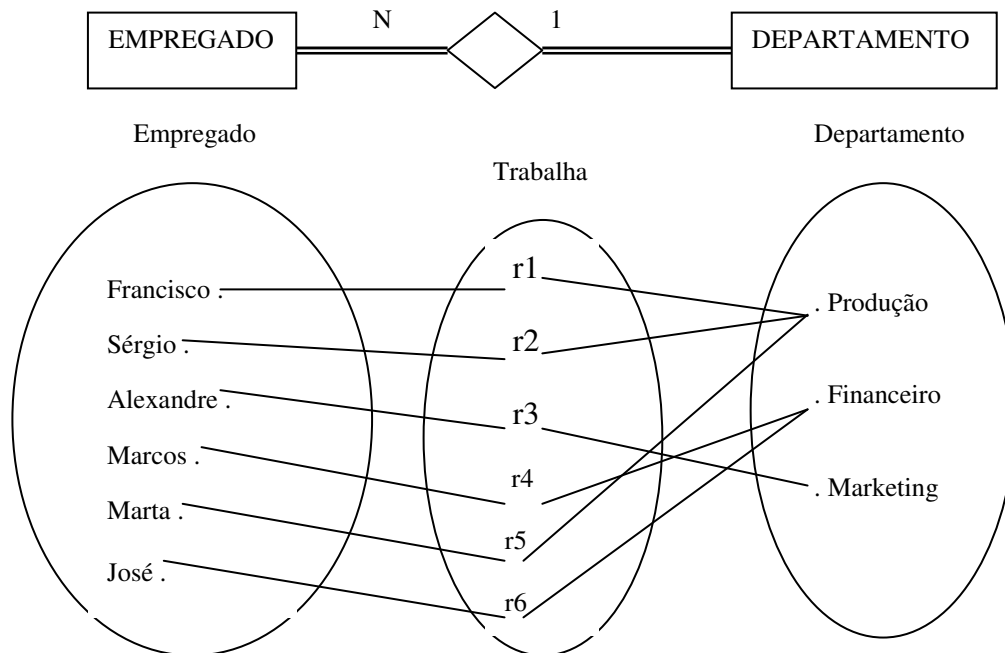 N 1
EMPREGADO DEPARTAMENTO
Empregado Departamento
Trabalha
r1
Francisco . . Produção
Sérgio . r2
Alexandre . r3 . Financeiro
Marcos . r4
. Marketing
Marta . r5
José . r6